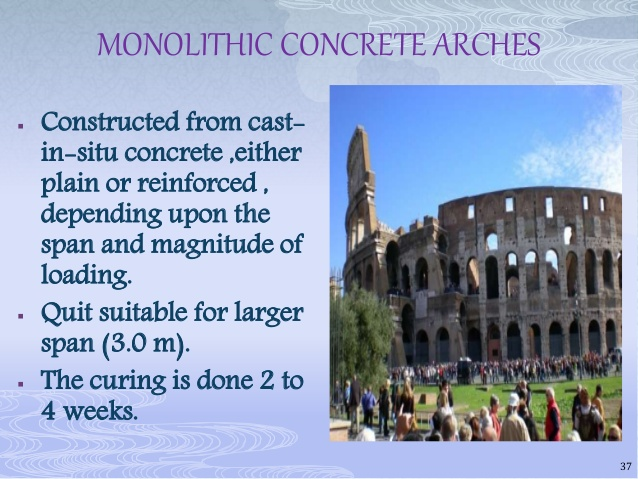 MONOLITHIC CONCRETE ARCHES
▪ Constructed from cast-
in-situ concrete ,either
plain or reinforced ,
depending upon the
span and magnitude of
loading.
▪ Quit suitable for larger
span (3.0 m).
▪ The curing is done 2 to
4 weeks.
37